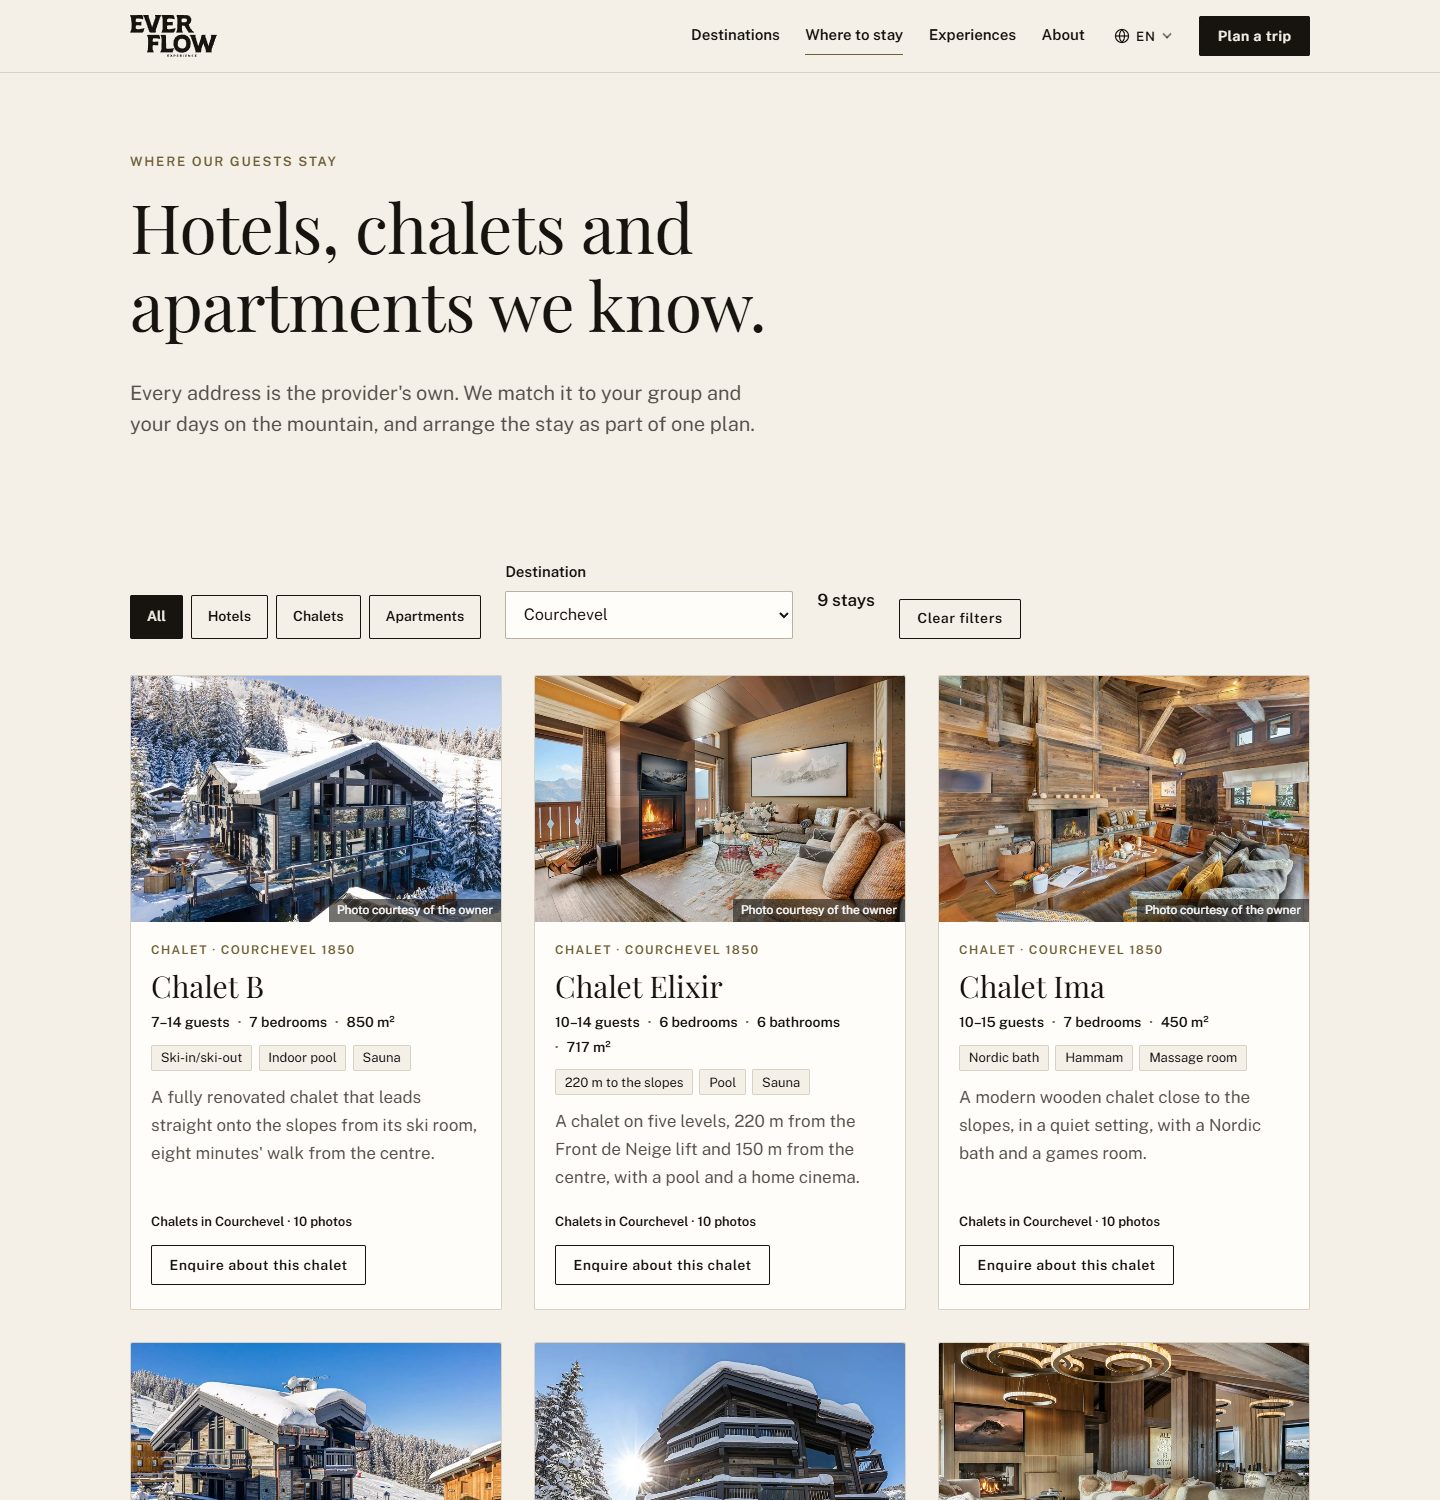 EVER
FLOW
EXPERIENCE
Destinations
Where to stay
Experiences
About
EN
Plan a trip
WHERE OUR GUESTS STAY
Hotels, chalets and
apartments we know.
Every address is the provider's own. We match it to your group and
your days on the mountain, and arrange the stay as part of one plan.
All
Hotels
Chalets
Apartments
Destination
Courchevel
9 stays
Clear filters
Photo courtesy of the owner
CHALET · COURCHEVEL 1850
Chalet B
7–14 guests · 7 bedrooms · 850 m²
Ski-in/ski-out
Indoor pool
Sauna
A fully renovated chalet that leads
straight onto the slopes from its ski room,
eight minutes' walk from the centre.
Chalets in Courchevel · 10 photos
Enquire about this chalet
Photo courtesy of the owner
CHALET · COURCHEVEL 1850
Chalet Elixir
10–14 guests · 6 bedrooms · 6 bathrooms
· 717 m²
220 m to the slopes
Pool
Sauna
A chalet on five levels, 220 m from the
Front de Neige lift and 150 m from the
centre, with a pool and a home cinema.
Chalets in Courchevel · 10 photos
Enquire about this chalet
Photo courtesy of the owner
CHALET · COURCHEVEL 1850
Chalet Ima
10–15 guests · 7 bedrooms · 450 m²
Nordic bath
Hammam
Massage room
A modern wooden chalet close to the
slopes, in a quiet setting, with a Nordic
bath and a games room.
Chalets in Courchevel · 10 photos
Enquire about this chalet